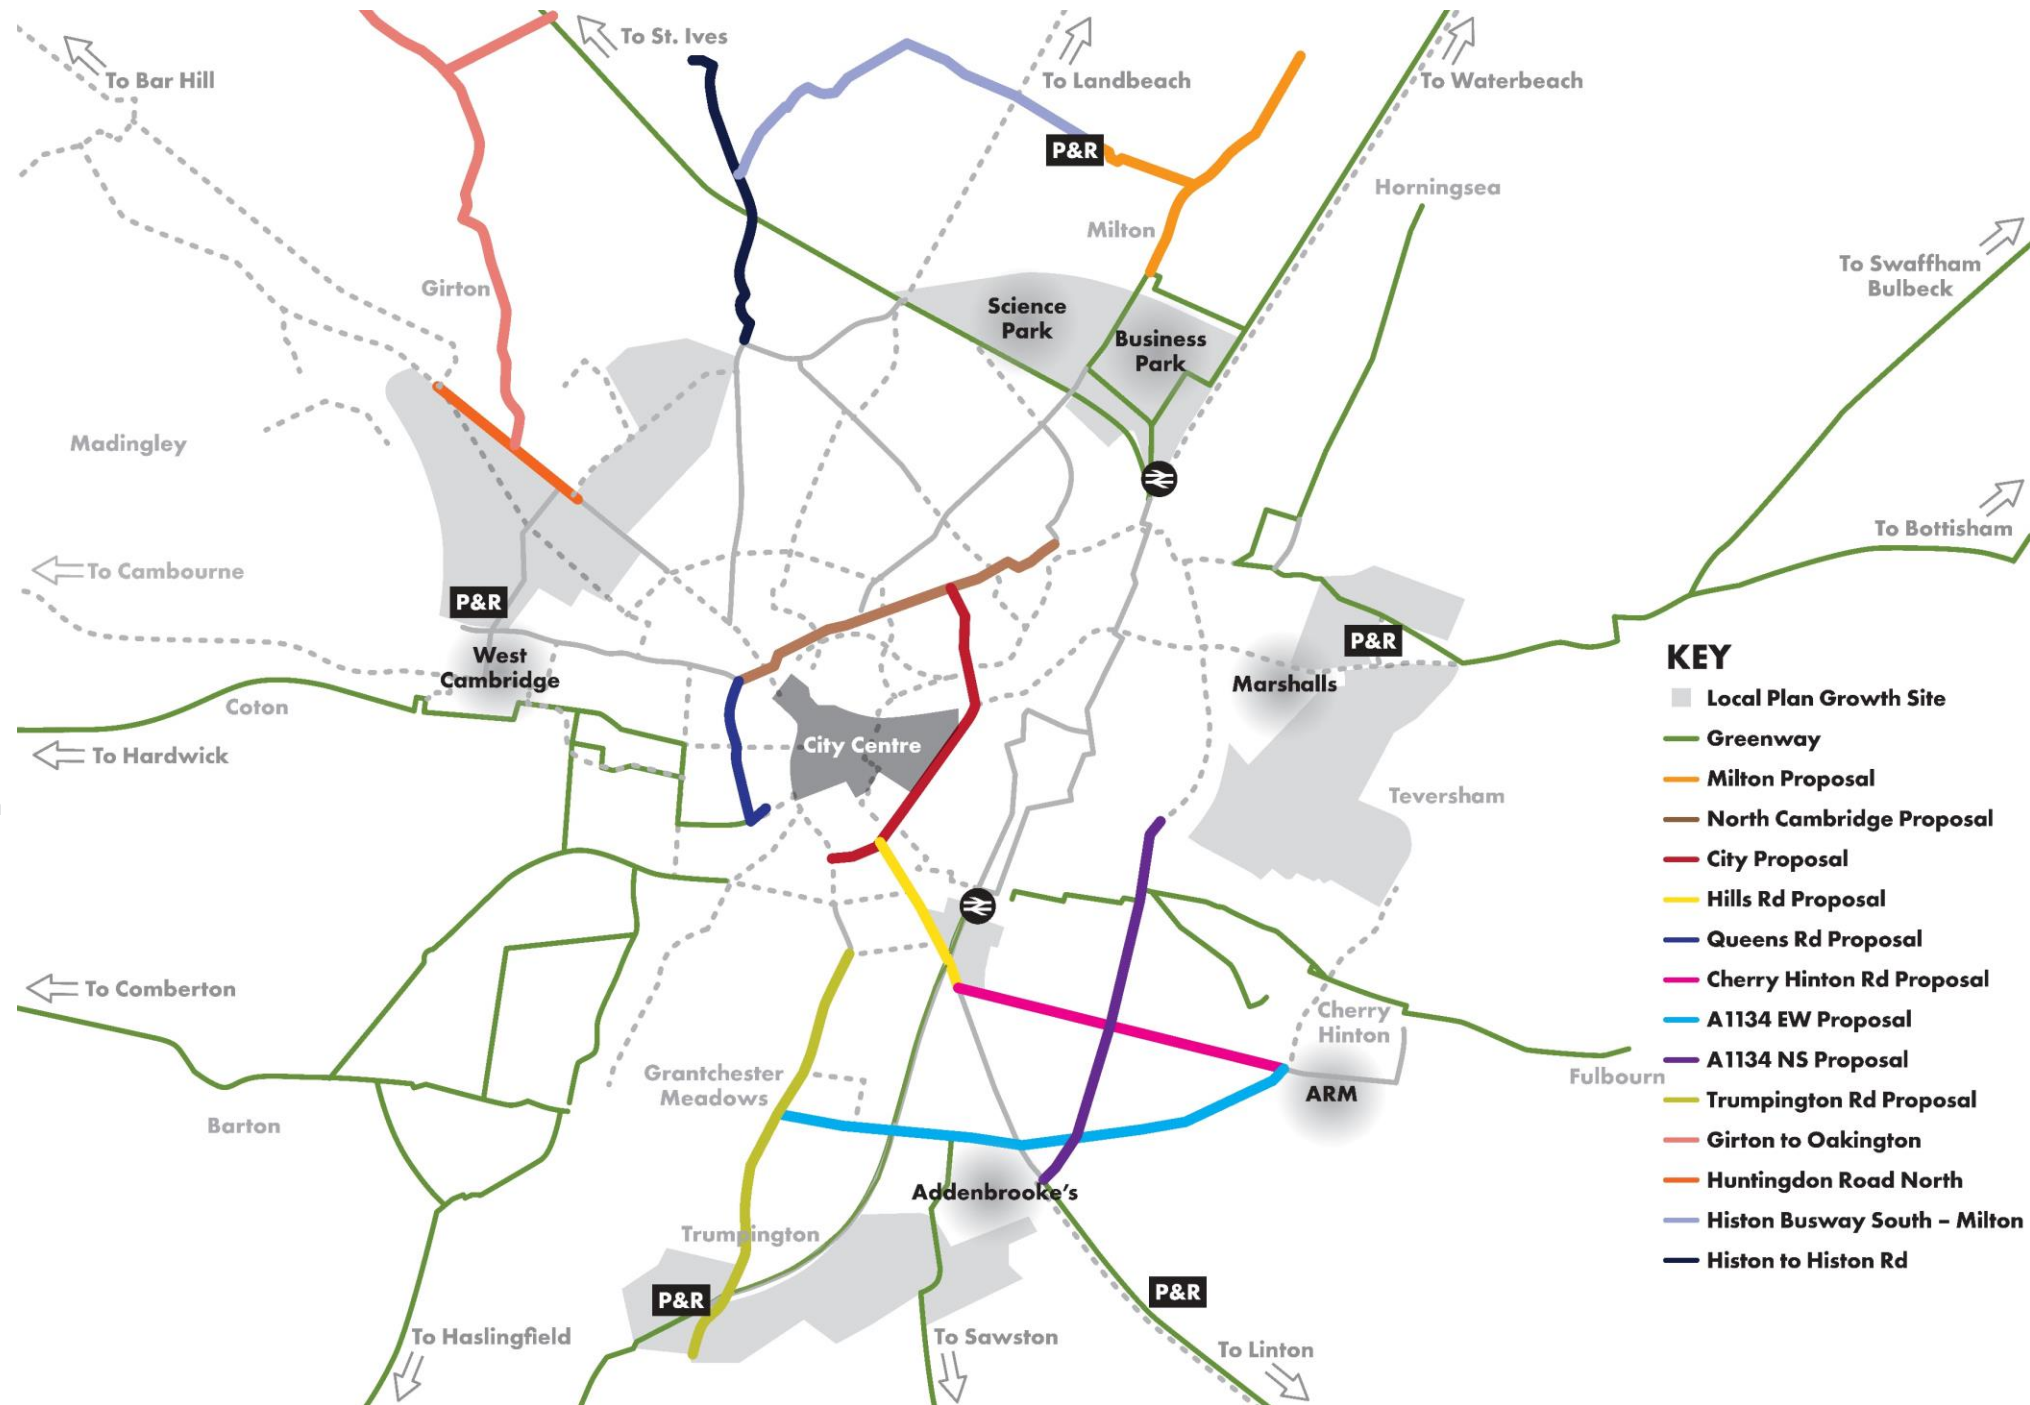 To St. Ives
To Bar Hill
To Landbeach
To Waterbeach
P&R
Horningsea
Milton
To Swaffham
Bulbeck
Girton
Science
Park
Business
Park
Madingley
To Bottisham
To Cambourne
P&R
P&R
West
Cambridge
Marshalls
Coton
City Centre
To Hardwick
Teversham
To Comberton
Cherry
Hinton
Grantchester
Meadows
ARM
Fulbourn
Barton
Addenbrooke's
Trumpington
P&R
P&R
To Haslingfield
To Sawston
To Linton
KEY
Local Plan Growth Site
Greenway
Milton Proposal
North Cambridge Proposal
City Proposal
Hills Rd Proposal
Queens Rd Proposal
Cherry Hinton Rd Proposal
A1134 EW Proposal
A1134 NS Proposal
Trumpington Rd Proposal
Girton to Oakington
Huntingdon Road North
Histon Busway South – Milton
Histon to Histon Rd